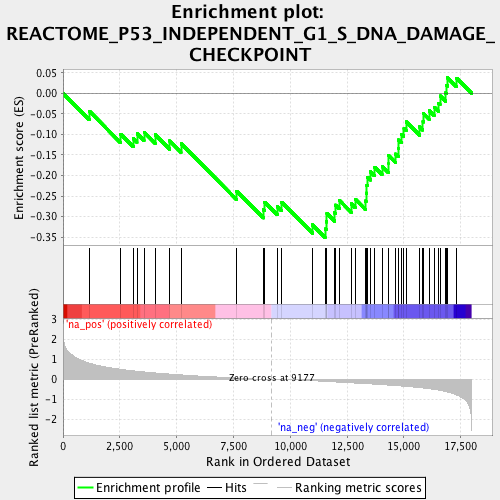 Enrichment plot:
REACTOME_P53_INDEPENDENT_G1_S_DNA_DAMAGE_
CHECKPOINT
Enrichment score (ES)
0.05
0.00
-0.05
-0.10
-0.15
-0.20
-0.25
-0.30
-0.35
'na_pos' (positively correlated)
Ranked list metric (PreRanked)
3
2
1
0
-1
-2
Zero cross at 9177
'na_neg' (negatively correlated)
0
2,500
5,000
7,500
10,000
12,500
15,000
17,500
Rank in Ordered Dataset
Enrichment profile
Hits
Ranking metric scores